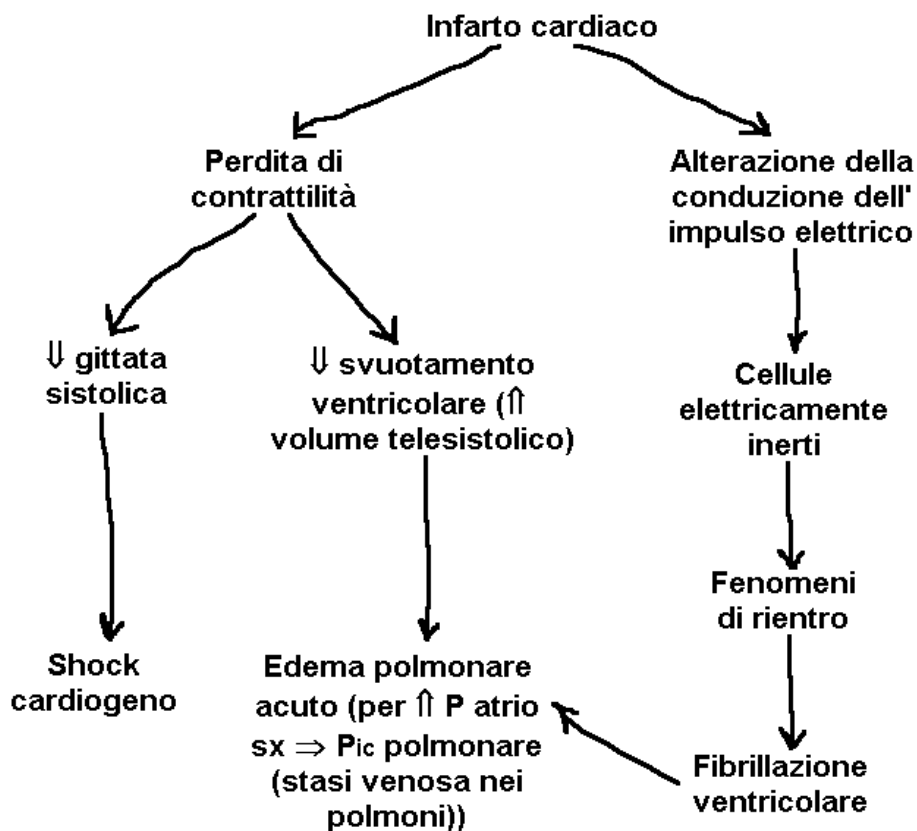 Infarto cardiaco
Perdita di
contrattilità
Alterazione della
conduzione dell'
impulso elettrico
⇓ gittata
sistolica
⇓ svuotamento
ventricolare (⇑
volume telesistolico)
Cellule
elettricamente
inerti
Fenomeni
di rientro
Shock
cardiogeno
Edema polmonare
acuto (per ⇑ P atrio
sx ⇒ Pic polmonare
(stasi venosa nei
polmoni))
Fibrillazione
ventricolare